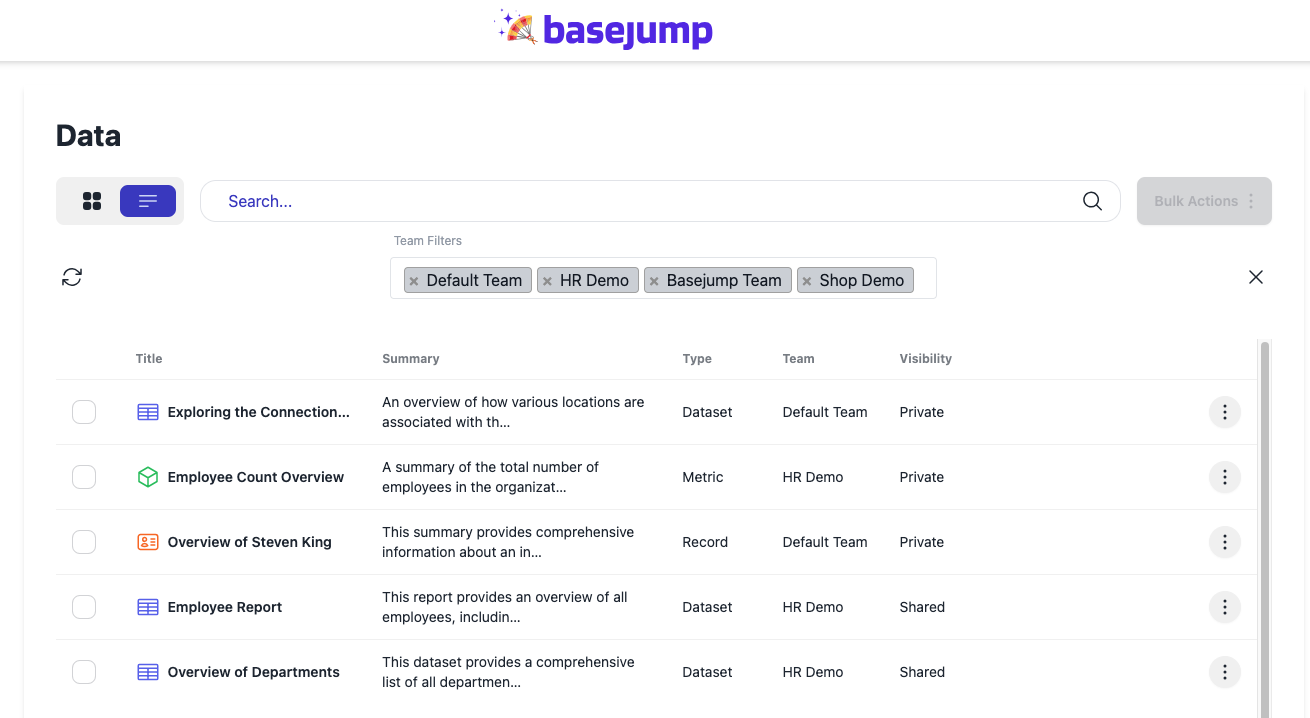 basejump
Data
Search...
Bulk Actions
Team Filters
× Default Team × HR Demo × Basejump Team × Shop Demo
Title Summary Type Team Visibility
Exploring the Connection... An overview of how various locations are Dataset Default Team Private
associated with th...
Employee Count Overview A summary of the total number of Metric HR Demo Private
employees in the organizat...
Overview of Steven King This summary provides comprehensive Record Default Team Private
information about an in...
Employee Report This report provides an overview of all Dataset HR Demo Shared
employees, includin...
Overview of Departments This dataset provides a comprehensive Dataset HR Demo Shared
list of all departmen...